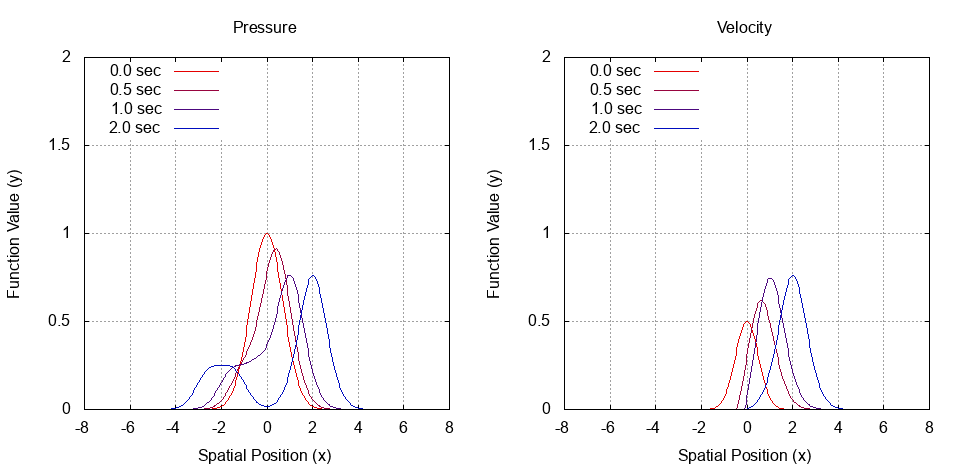 Pressure
2
1.5
1
0.5
0
-8 -6 -4 -2 0 2 4 6 8
Function Value (y)
Spatial Position (x)
0.0 sec
0.5 sec
1.0 sec
2.0 sec
Velocity
2
1.5
1
0.5
0
-8 -6 -4 -2 0 2 4 6 8
Function Value (y)
Spatial Position (x)
0.0 sec
0.5 sec
1.0 sec
2.0 sec